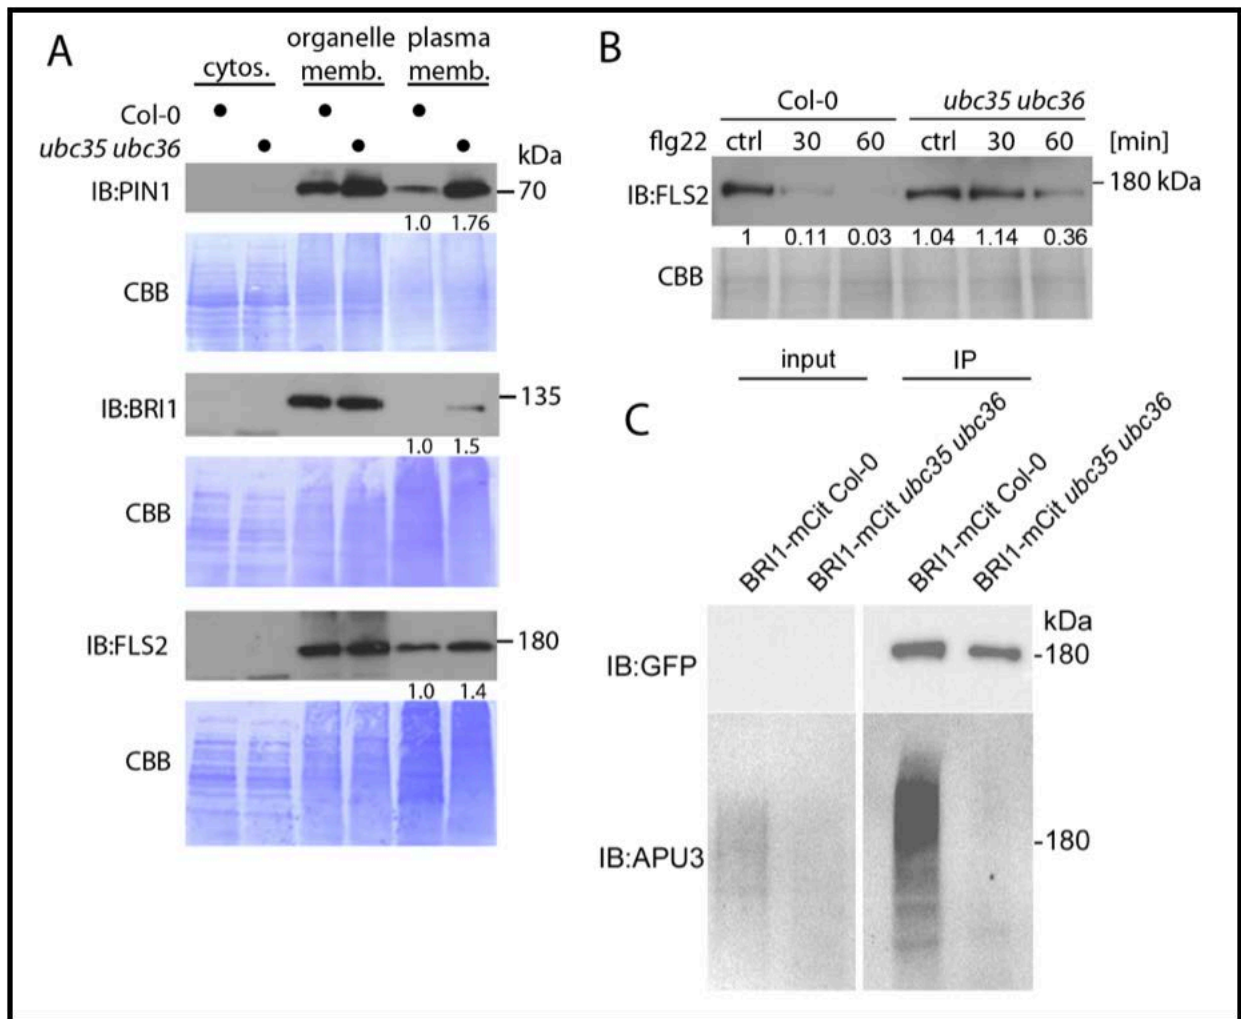 A
cytos.
organelle
memb.
plasma
memb.
Col-0
ubc35 ubc36
kDa
IB:PIN1
70
1.0 1.76
CBB
IB:BRI1
135
1.0 1.5
CBB
IB:FLS2
180
1.0 1.4
CBB
B
Col-0 ubc35 ubc36
flg22 ctrl 30 60 ctrl 30 60 [min]
IB:FLS2
180 kDa
1 0.11 0.03 1.04 1.14 0.36
CBB
C
input IP
BRI1-mCit Col-0
BRI1-mCit ubc35 ubc36
BRI1-mCit Col-0
BRI1-mCit ubc35 ubc36
kDa
IB:GFP
-180
IB:APU3
-180